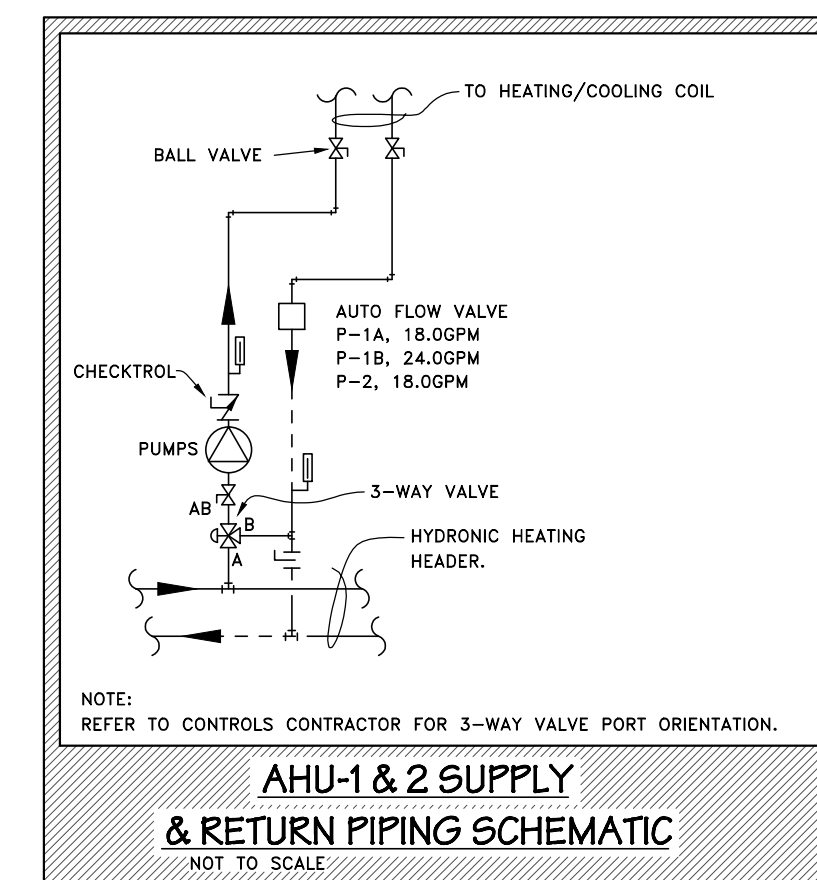 TO HEATING/COOLING COIL
BALL VALVE
AUTO FLOW VALVE
P-1A, 18.0GPM
P-1B, 24.0GPM
P-2, 18.0GPM
CHECKTROL
PUMPS
AB
3-WAY VALVE
B
A
HYDRONIC HEATING
HEADER.
NOTE:
REFER TO CONTROLS CONTRACTOR FOR 3-WAY VALVE PORT ORIENTATION.
AHU-1 & 2 SUPPLY
& RETURN PIPING SCHEMATIC
NOT TO SCALE